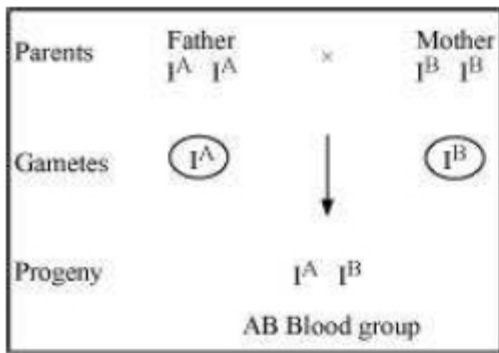 Father Mother
Parents ×
I^A I^A I^B I^B
Gametes I^A I^B
Progeny I^A I^B
AB Blood group